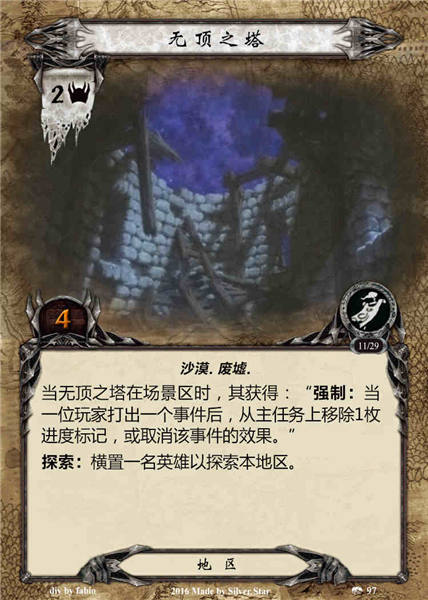 无顶之塔
2
4
11/29
沙漠. 废墟.
当无顶之塔在场景区时，其获得：“强制：当
一位玩家打出一个事件后，从主任务上移除1枚
进度标记，或取消该事件的效果。”
探索：横置一名英雄以探索本地区。
地 区
diy by fabio
2016 Made by Silver Star
97